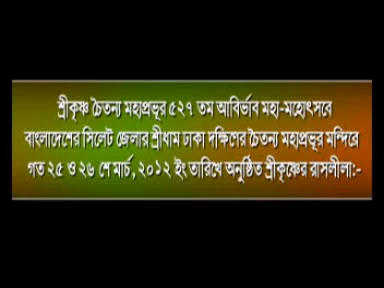 শ্রীকৃষ্ণ চৈতন্য মহাপ্রভূর ৫২৭ তম আবির্ভাব মহা-মহোৎসবে
বাংলাদেশের সিলেট জেলার শ্রীধাম ঢাকা দক্ষিণের চৈতন্য মহাপ্রভূর মন্দিরে
গত ২৫ ও ২৬ শে মার্চ, ২০১২ ইং তারিখে অনুষ্ঠিত শ্রীকৃষ্ণের রাসলীলা:-